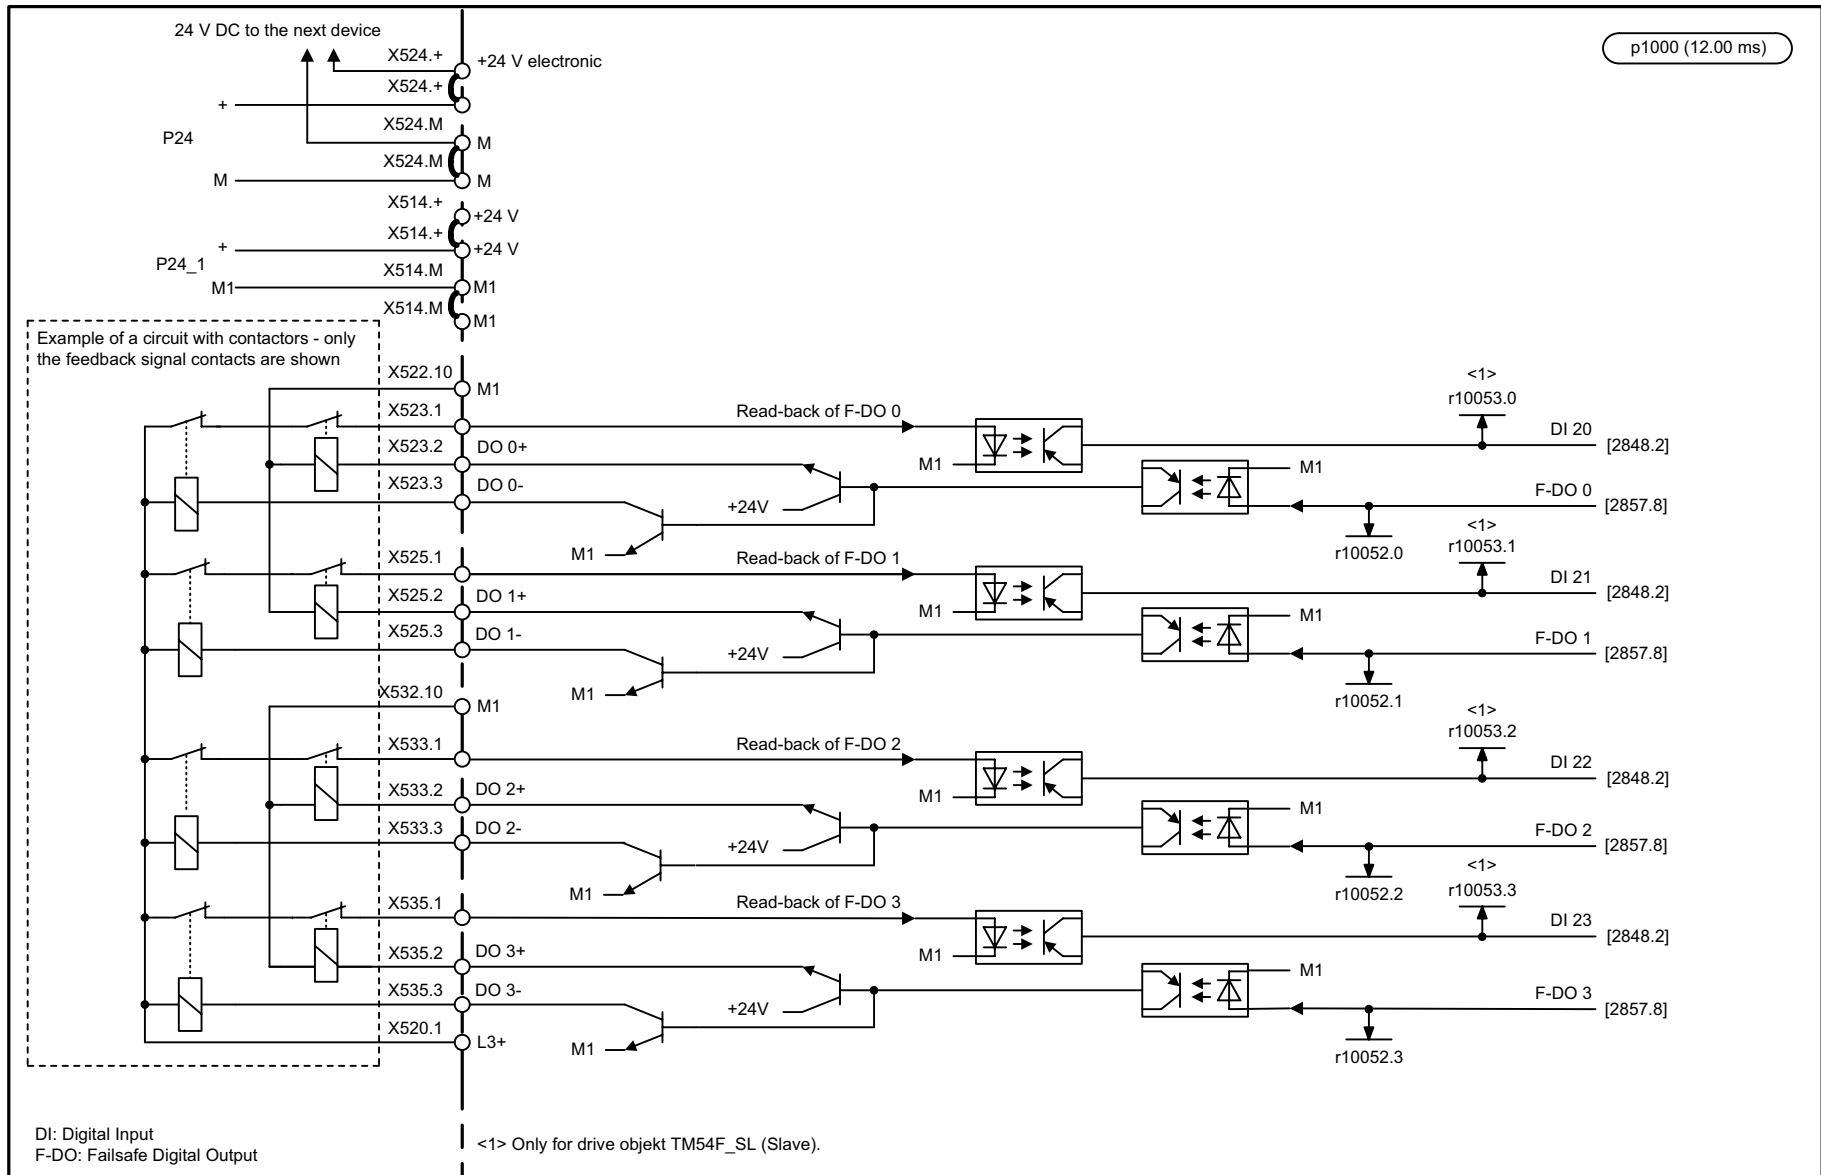 24 V DC to the next device
p1000 (12.00 ms)
X524.+
+24 V electronic
X524.+
+
X524.M
P24
M
X524.M
M
M
X514.+
+24 V
X514.+
+
+24 V
P24_1
X514.M
M1
M1
X514.M
M1
Example of a circuit with contactors - only
the feedback signal contacts are shown
X522.10
M1
<1>
r10053.0
X523.1
Read-back of F-DO 0
DI 20
[2848.2]
X523.2
DO 0+
M1
M1
X523.3
DO 0-
+24V
F-DO 0
[2857.8]
M1
r10052.0
<1>
r10053.1
X525.1
Read-back of F-DO 1
DI 21
[2848.2]
X525.2
DO 1+
M1
M1
X525.3
DO 1-
+24V
F-DO 1
[2857.8]
M1
r10052.1
X532.10
M1
<1>
r10053.2
X533.1
Read-back of F-DO 2
DI 22
[2848.2]
X533.2
DO 2+
M1
M1
X533.3
DO 2-
+24V
F-DO 2
[2857.8]
M1
r10052.2
<1>
r10053.3
X535.1
Read-back of F-DO 3
DI 23
[2848.2]
X535.2
DO 3+
M1
M1
X535.3
DO 3-
+24V
F-DO 3
[2857.8]
X520.1
L3+
M1
r10052.3
DI: Digital Input
F-DO: Failsafe Digital Output
<1> Only for drive objekt TM54F_SL (Slave).